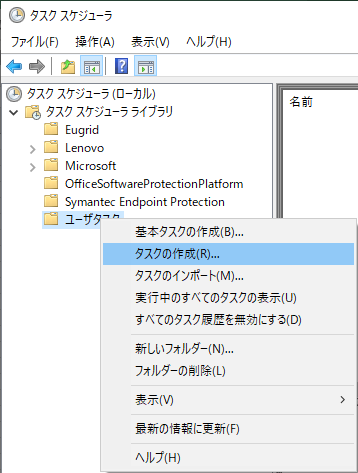 タスク スケジューラ
ファイル(F) 操作(A) 表示(V) ヘルプ(H)
タスク スケジューラ (ローカル)
タスク スケジューラ ライブラリ
Eugrid
Lenovo
Microsoft
OfficeSoftwareProtectionPlatform
Symantec Endpoint Protection
ユーザタスク
名前
基本タスクの作成(B)...
タスクの作成(R)...
タスクのインポート(M)...
実行中のすべてのタスクの表示(U)
すべてのタスク履歴を無効にする(D)
新しいフォルダー(N)...
フォルダーの削除(L)
表示(V)
最新の情報に更新(F)
ヘルプ(H)